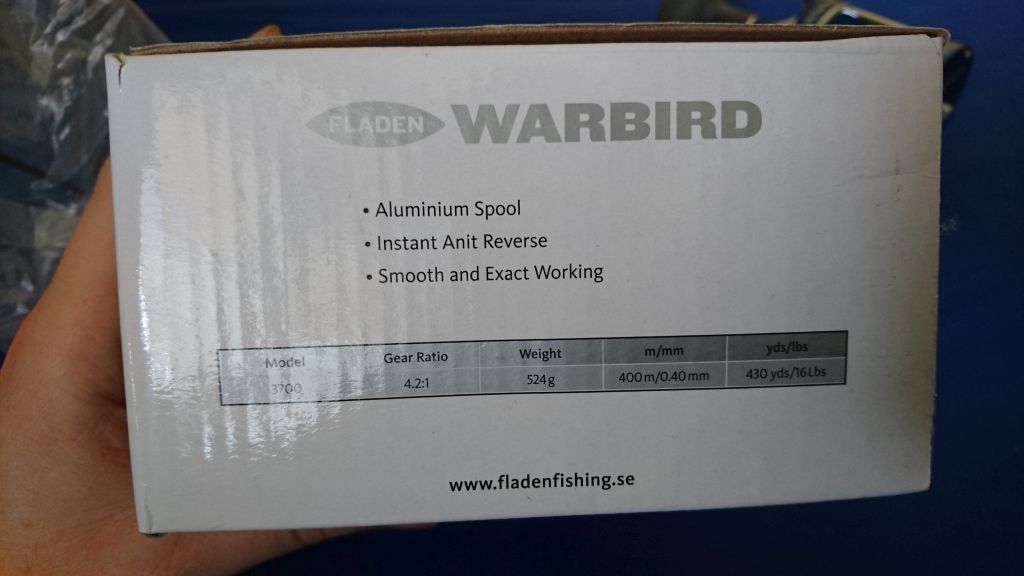 FLADEN WARBIRD
• Aluminium Spool
• Instant Anit Reverse
• Smooth and Exact Working
Model Gear Ratio Weight m/mm yds/lbs
3700 4.2:1 524g 400m/0.40mm 430 yds/16Lbs
www.fladenfishing.se